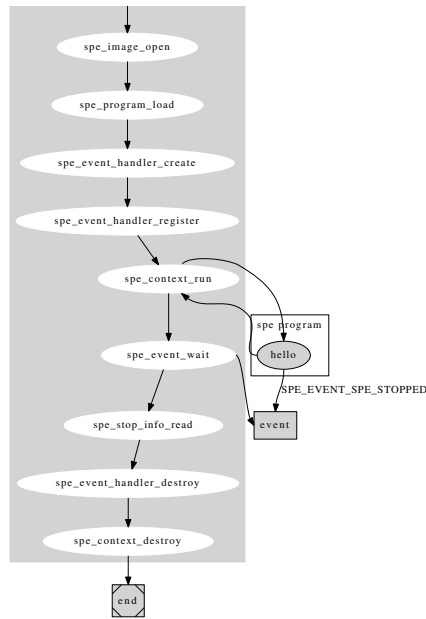 spe_image_open
spe_program_load
spe_event_handler_create
spe_event_handler_register
spe_context_run
spe program
spe_event_wait
hello
SPE_EVENT_SPE_STOPPED
spe_stop_info_read
event
spe_event_handler_destroy
spe_context_destroy
end